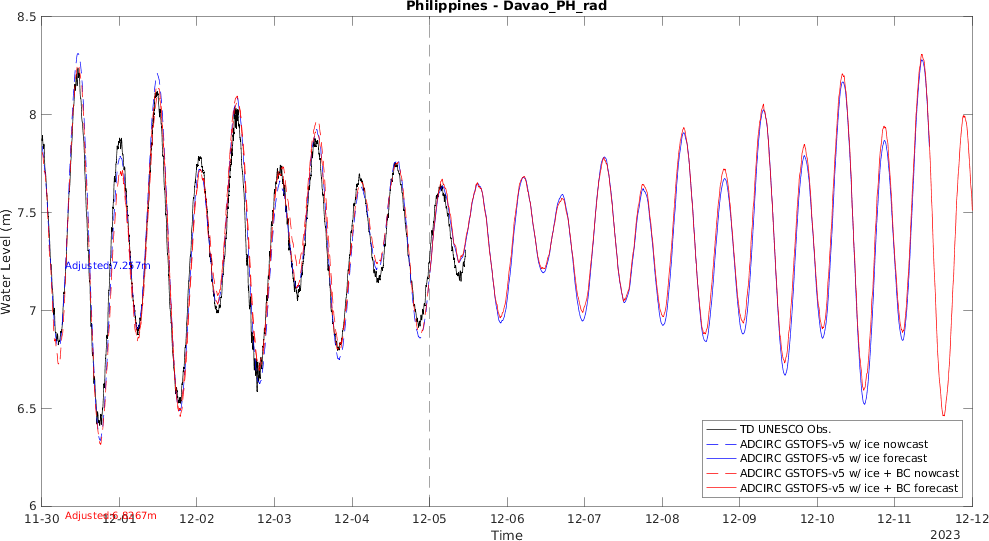 Philippines - Davao_PH_rad
8.5
8
7.5
7
6.5
6
Water Level (m)
Adjusted:7.257m
Adjusted:6.8267m
TD UNESCO Obs.
ADCIRC GSTOFS-v5 w/ ice nowcast
ADCIRC GSTOFS-v5 w/ ice forecast
ADCIRC GSTOFS-v5 w/ ice + BC nowcast
ADCIRC GSTOFS-v5 w/ ice + BC forecast
11-30 12-01 12-02 12-03 12-04 12-05 12-06 12-07 12-08 12-09 12-10 12-11 12-12
Time
2023